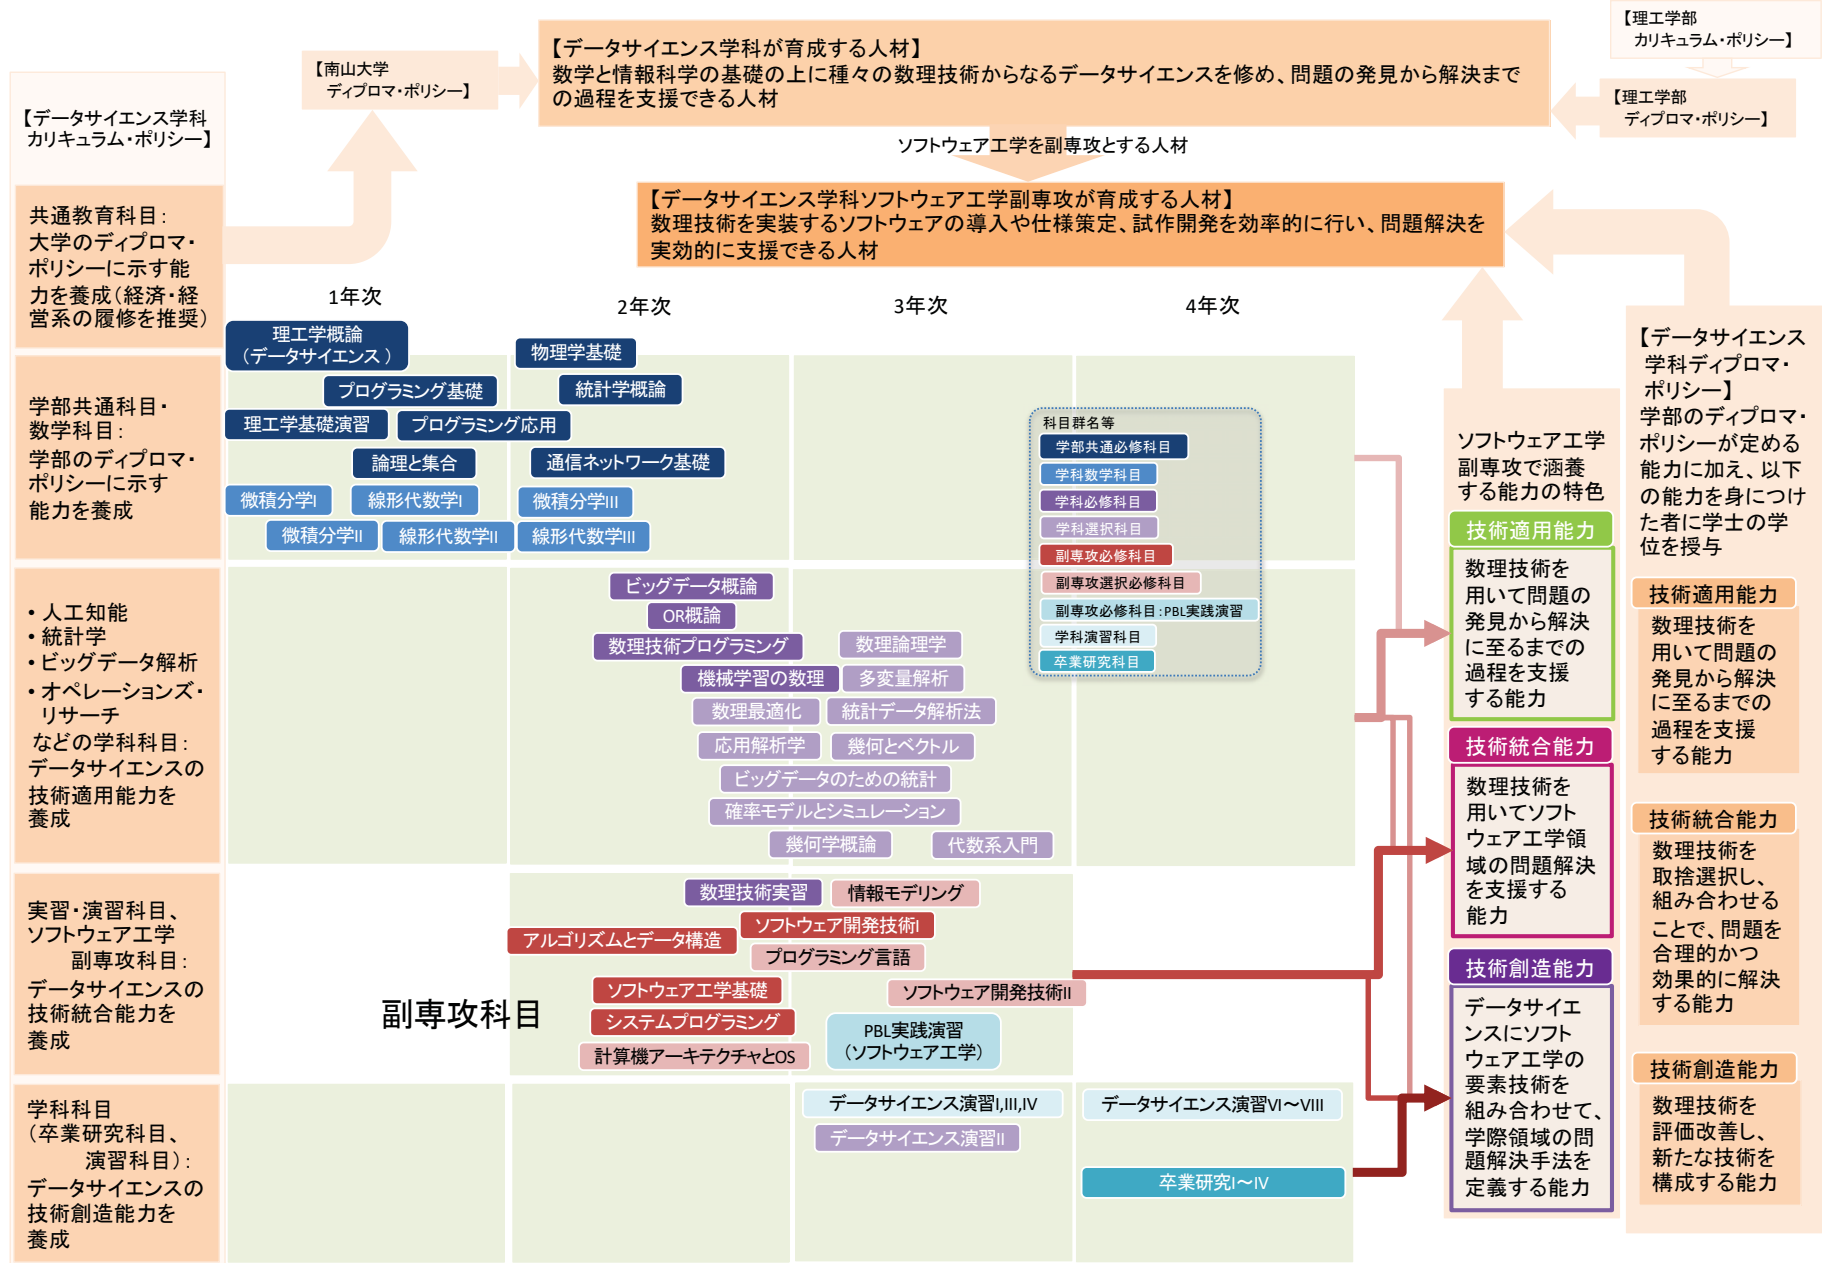 【理工学部
カリキュラム・ポリシー】
【データサイエンス学科が育成する人材】
数学と情報科学の基礎の上に種々の数理技術からなるデータサイエンスを修め、問題の発見から解決まで
の過程を支援できる人材
【南山大学
ディプロマ・ポリシー】
【理工学部
ディプロマ・ポリシー】
【データサイエンス学科
カリキュラム・ポリシー】
ソフトウェア工学を副専攻とする人材
【データサイエンス学科ソフトウェア工学副専攻が育成する人材】
数理技術を実装するソフトウェアの導入や仕様策定、試作開発を効率的に行い、問題解決を
実効的に支援できる人材
共通教育科目:
大学のディプロマ・
ポリシーに示す能
力を養成(経済・経
営系の履修を推奨)
1年次
2年次
3年次
4年次
理工学概論
(データサイエンス )
物理学基礎
プログラミング基礎
統計学概論
理工学基礎演習
プログラミング応用
論理と集合
通信ネットワーク基礎
微積分学I
線形代数学I
微積分学III
微積分学II
線形代数学II
線形代数学III
学部共通科目・
数学科目:
学部のディプロマ・
ポリシーに示す
能力を養成
科目群名等
学部共通必修科目
学科数学科目
学科必修科目
学科選択科目
副専攻必修科目
副専攻選択必修科目
副専攻必修科目:PBL実践演習
学科演習科目
卒業研究科目
・人工知能
・統計学
・ビッグデータ解析
・オペレーションズ・
リサーチ
などの学科科目:
データサイエンスの
技術適用能力を
養成
ビッグデータ概論
OR概論
数理技術プログラミング
数理論理学
機械学習の数理
多変量解析
数理最適化
統計データ解析法
応用解析学
幾何とベクトル
ビッグデータのための統計
確率モデルとシミュレーション
幾何学概論
代数系入門
実習・演習科目、
ソフトウェア工学
副専攻科目:
データサイエンスの
技術統合能力を
養成
副専攻科目
数理技術実習
情報モデリング
ソフトウェア開発技術I
アルゴリズムとデータ構造
プログラミング言語
ソフトウェア工学基礎
ソフトウェア開発技術II
システムプログラミング
PBL実践演習
(ソフトウェア工学)
計算機アーキテクチャとOS
学科科目
(卒業研究科目、
演習科目):
データサイエンスの
技術創造能力を
養成
データサイエンス演習I,III,IV
データサイエンス演習VI~VIII
データサイエンス演習II
卒業研究I~IV
ソフトウェア工学
副専攻で涵養
する能力の特色
技術適用能力
数理技術を
用いて問題の
発見から解決
に至るまでの
過程を支援
する能力
技術統合能力
数理技術を
用いてソフト
ウェア工学領
域の問題解決
を支援する
能力
技術創造能力
データサイエ
ンスにソフト
ウェア工学の
要素技術を
組み合わせて、
学際領域の問
題解決手法を
定義する能力
【データサイエンス
学科ディプロマ・
ポリシー】
学部のディプロマ・
ポリシーが定める
能力に加え、以下
の能力を身につけ
た者に学士の学
位を授与
技術適用能力
数理技術を
用いて問題の
発見から解決
に至るまでの
過程を支援
する能力
技術統合能力
数理技術を
取捨選択し、
組み合わせる
ことで、問題を
合理的かつ
効果的に解決
する能力
技術創造能力
数理技術を
評価改善し、
新たな技術を
構成する能力